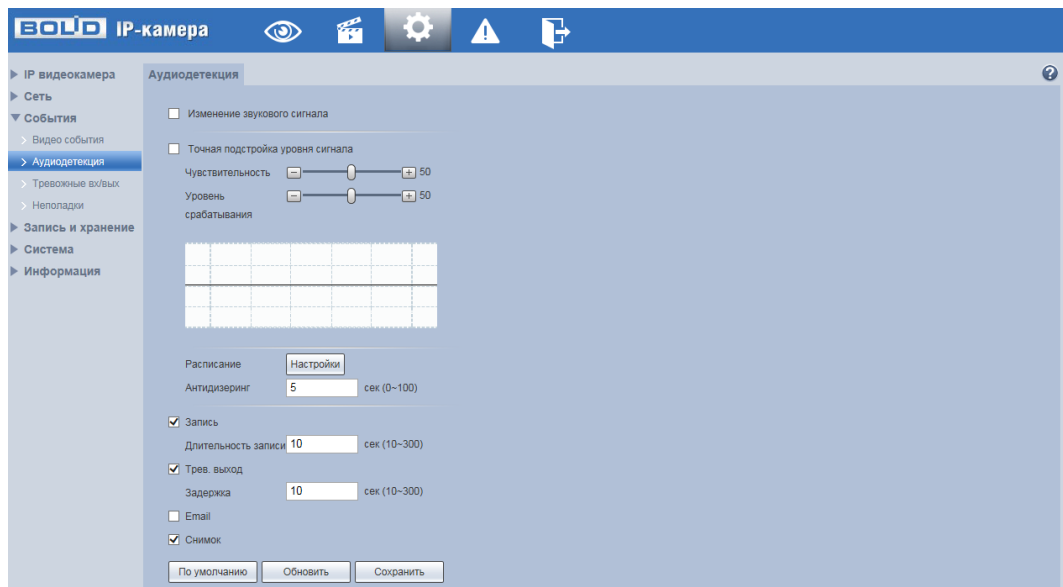 BOLID IP-камера
IP видеокамера
Сеть
События
Видео события
Аудиодетекция
Тревожные вх/вых
Неполадки
Запись и хранение
Система
Информация
Аудиодетекция
?
Изменение звукового сигнала
Точная подстройка уровня сигнала
Чувствительность 50
Уровень 50
срабатывания
Расписание Настройки
Антидизеринг 5 сек (0~100)
Запись
Длительность записи 10 сек (10~300)
Трев. выход
Задержка 10 сек (10~300)
Email
Снимок
По умолчанию Обновить Сохранить